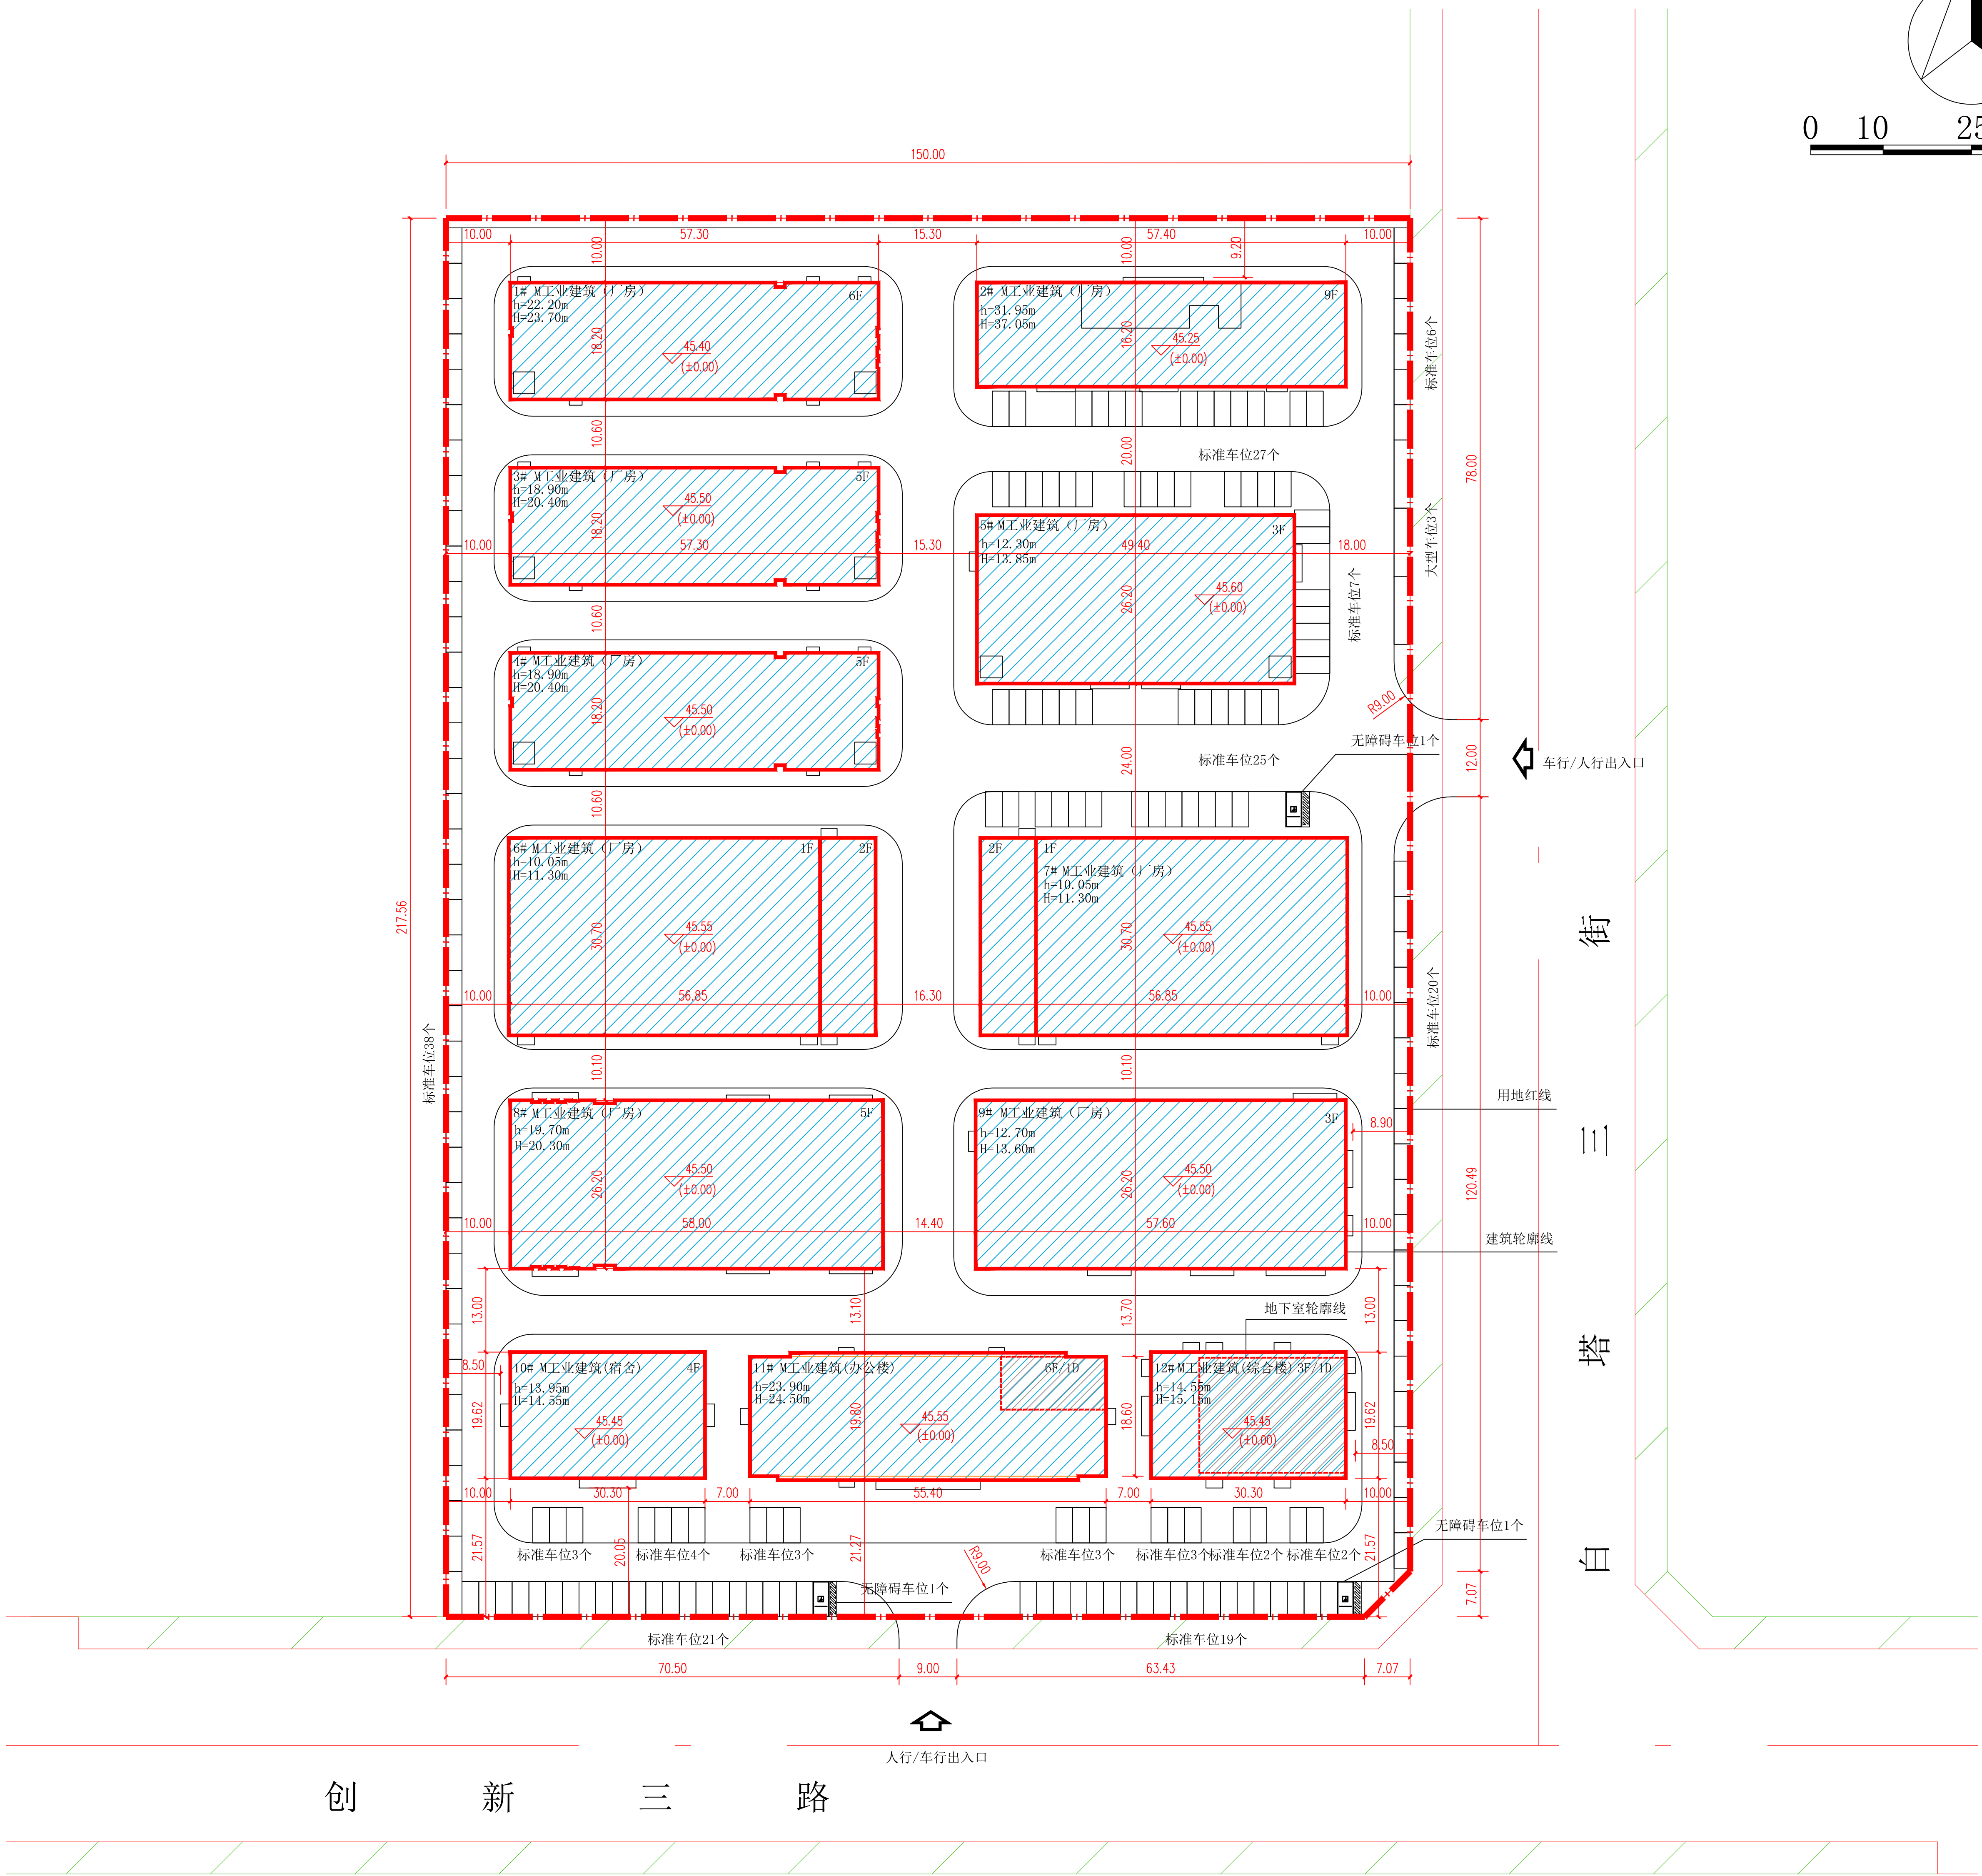 0 10 25
150.00
10.00 57.30 15.30 57.40 10.00
10.00
10.00
9.20
1# M工业建筑(厂房) 6F
h=22.20m
H=23.70m
18.20
45.40
(±0.00)
2# M工业建筑(厂房) 9F
h=31.95m
H=37.05m
16.20
45.25
(±0.00)
标准车位6个
10.60
20.00
标准车位27个
78.00
3# M工业建筑(厂房) 5F
h=18.90m
H=20.40m
18.20
45.50
(±0.00)
10.00 57.30 15.30 49.40 18.00
5# M工业建筑(厂房) 3F
h=12.30m
H=13.85m
26.20
45.60
(±0.00)
标准车位7个
大型车位3个
10.60
4# M工业建筑(厂房) 5F
h=18.90m
H=20.40m
18.20
45.50
(±0.00)
R9.00
无障碍车位1个
24.00
标准车位25个
12.00
车行/人行出入口
10.60
217.56
6# M工业建筑(厂房) 1F 2F
h=10.05m
H=11.30m
30.70
45.55
(±0.00)
2F 1F
7# M工业建筑(厂房)
h=10.05m
H=11.30m
30.70
45.55
(±0.00)
10.00 56.85 16.30 56.85 10.00
标准车位38个
标准车位20个
10.10
10.10
用地红线
8# M工业建筑(厂房) 5F
h=19.70m
H=20.30m
26.20
45.50
(±0.00)
9# M工业建筑(厂房) 3F
h=12.70m
H=13.60m
26.20
45.50
(±0.00)
8.90
120.49
10.00 58.00 14.40 57.60 10.00
建筑轮廓线
13.00
13.10
13.70
地下室轮廓线
13.00
8.50
10# M工业建筑(宿舍) 4F
h=13.95m
H=14.55m
19.62
45.45
(±0.00)
11# M工业建筑(办公楼) 6F/1D
h=23.90m
H=24.50m
19.80
45.55
(±0.00)
18.60
12# M工业建筑(综合楼) 3F/1D
h=14.55m
H=15.15m
45.45
(±0.00)
19.62
8.50
10.00 30.30 7.00 55.40 7.00 30.30 10.00
21.57
20.05
21.27
R9.00
21.57
无障碍车位1个
标准车位3个 标准车位4个 标准车位3个 标准车位3个 标准车位3个 标准车位2个 标准车位2个
无障碍车位1个
7.07
标准车位21个 标准车位19个
70.50 9.00 63.43 7.07
人行/车行出入口
创新三路
街
三
塔
白